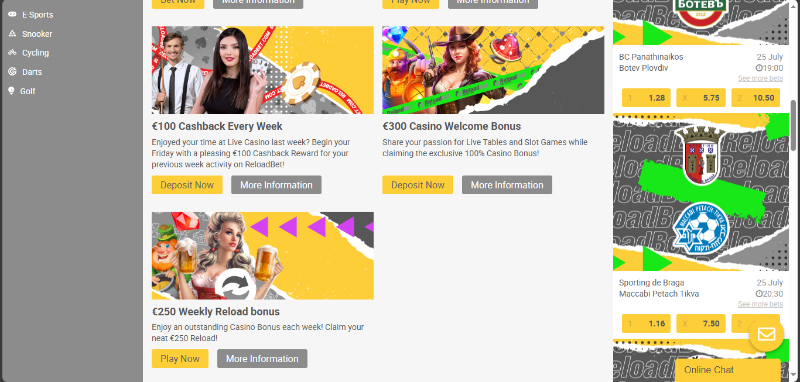 E-Sports
Snooker
Cycling
Darts
Golf
Bet Now More Information
Play Now More Information
€100 Cashback Every Week
Enjoyed your time at Live Casino last week? Begin your
Friday with a pleasing €100 Cashback Reward for your
previous week activity on ReloadBet!
Deposit Now More Information
€300 Casino Welcome Bonus
Share your passion for Live Tables and Slot Games while
claiming the exclusive 100% Casino Bonus!
Deposit Now More Information
€250 Weekly Reload bonus
Enjoy an outstanding Casino Bonus each week! Claim your
neat €250 Reload!
Play Now More Information
БОТЕВЪ
1912
BC Panathinaikos 25 July
Botev Plovdiv 19:00
See more bets
1 1.28 X 5.75 2 10.50
MACCABI PETACH TIKVA
Sporting de Braga 25 July
Maccabi Petach Tikva 20:30
See more bets
1 1.16 X 7.50 2
Online Chat